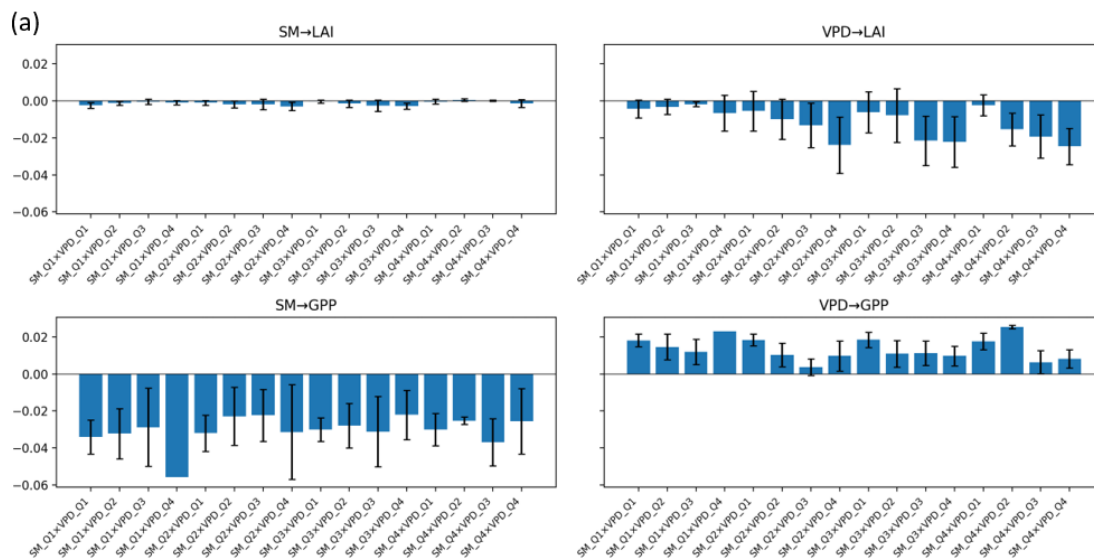 (a)
SM→LAI
VPD→LAI
0.02
0.00
−0.02
−0.04
−0.06
SM_Q1×VPD_Q1
SM_Q1×VPD_Q2
SM_Q1×VPD_Q3
SM_Q1×VPD_Q4
SM_Q2×VPD_Q1
SM_Q2×VPD_Q2
SM_Q2×VPD_Q3
SM_Q2×VPD_Q4
SM_Q3×VPD_Q1
SM_Q3×VPD_Q2
SM_Q3×VPD_Q3
SM_Q3×VPD_Q4
SM_Q4×VPD_Q1
SM_Q4×VPD_Q2
SM_Q4×VPD_Q3
SM_Q4×VPD_Q4
SM_Q1×VPD_Q1
SM_Q1×VPD_Q2
SM_Q1×VPD_Q3
SM_Q1×VPD_Q4
SM_Q2×VPD_Q1
SM_Q2×VPD_Q2
SM_Q2×VPD_Q3
SM_Q2×VPD_Q4
SM_Q3×VPD_Q1
SM_Q3×VPD_Q2
SM_Q3×VPD_Q3
SM_Q3×VPD_Q4
SM_Q4×VPD_Q1
SM_Q4×VPD_Q2
SM_Q4×VPD_Q3
SM_Q4×VPD_Q4
SM→GPP
VPD→GPP
0.02
0.00
−0.02
−0.04
−0.06
SM_Q1×VPD_Q1
SM_Q1×VPD_Q2
SM_Q1×VPD_Q3
SM_Q1×VPD_Q4
SM_Q2×VPD_Q1
SM_Q2×VPD_Q2
SM_Q2×VPD_Q3
SM_Q2×VPD_Q4
SM_Q3×VPD_Q1
SM_Q3×VPD_Q2
SM_Q3×VPD_Q3
SM_Q3×VPD_Q4
SM_Q4×VPD_Q1
SM_Q4×VPD_Q2
SM_Q4×VPD_Q3
SM_Q4×VPD_Q4
SM_Q1×VPD_Q1
SM_Q1×VPD_Q2
SM_Q1×VPD_Q3
SM_Q1×VPD_Q4
SM_Q2×VPD_Q1
SM_Q2×VPD_Q2
SM_Q2×VPD_Q3
SM_Q2×VPD_Q4
SM_Q3×VPD_Q1
SM_Q3×VPD_Q2
SM_Q3×VPD_Q3
SM_Q3×VPD_Q4
SM_Q4×VPD_Q1
SM_Q4×VPD_Q2
SM_Q4×VPD_Q3
SM_Q4×VPD_Q4